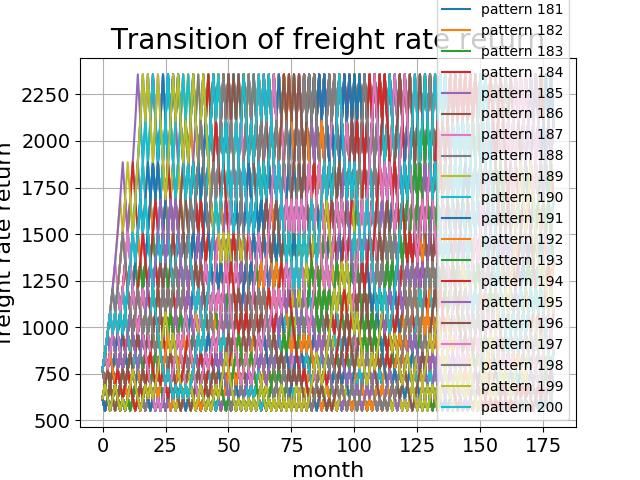 pattern 181
pattern 182
Transition of freight rate return
pattern 183
pattern 184
pattern 185
pattern 186
pattern 187
pattern 188
pattern 189
pattern 190
pattern 191
pattern 192
pattern 193
pattern 194
pattern 195
pattern 196
pattern 197
pattern 198
pattern 199
pattern 200
2250
2000
1750
1500
1250
1000
750
500
freight rate return
0 25 50 75 100 125 150 175
month